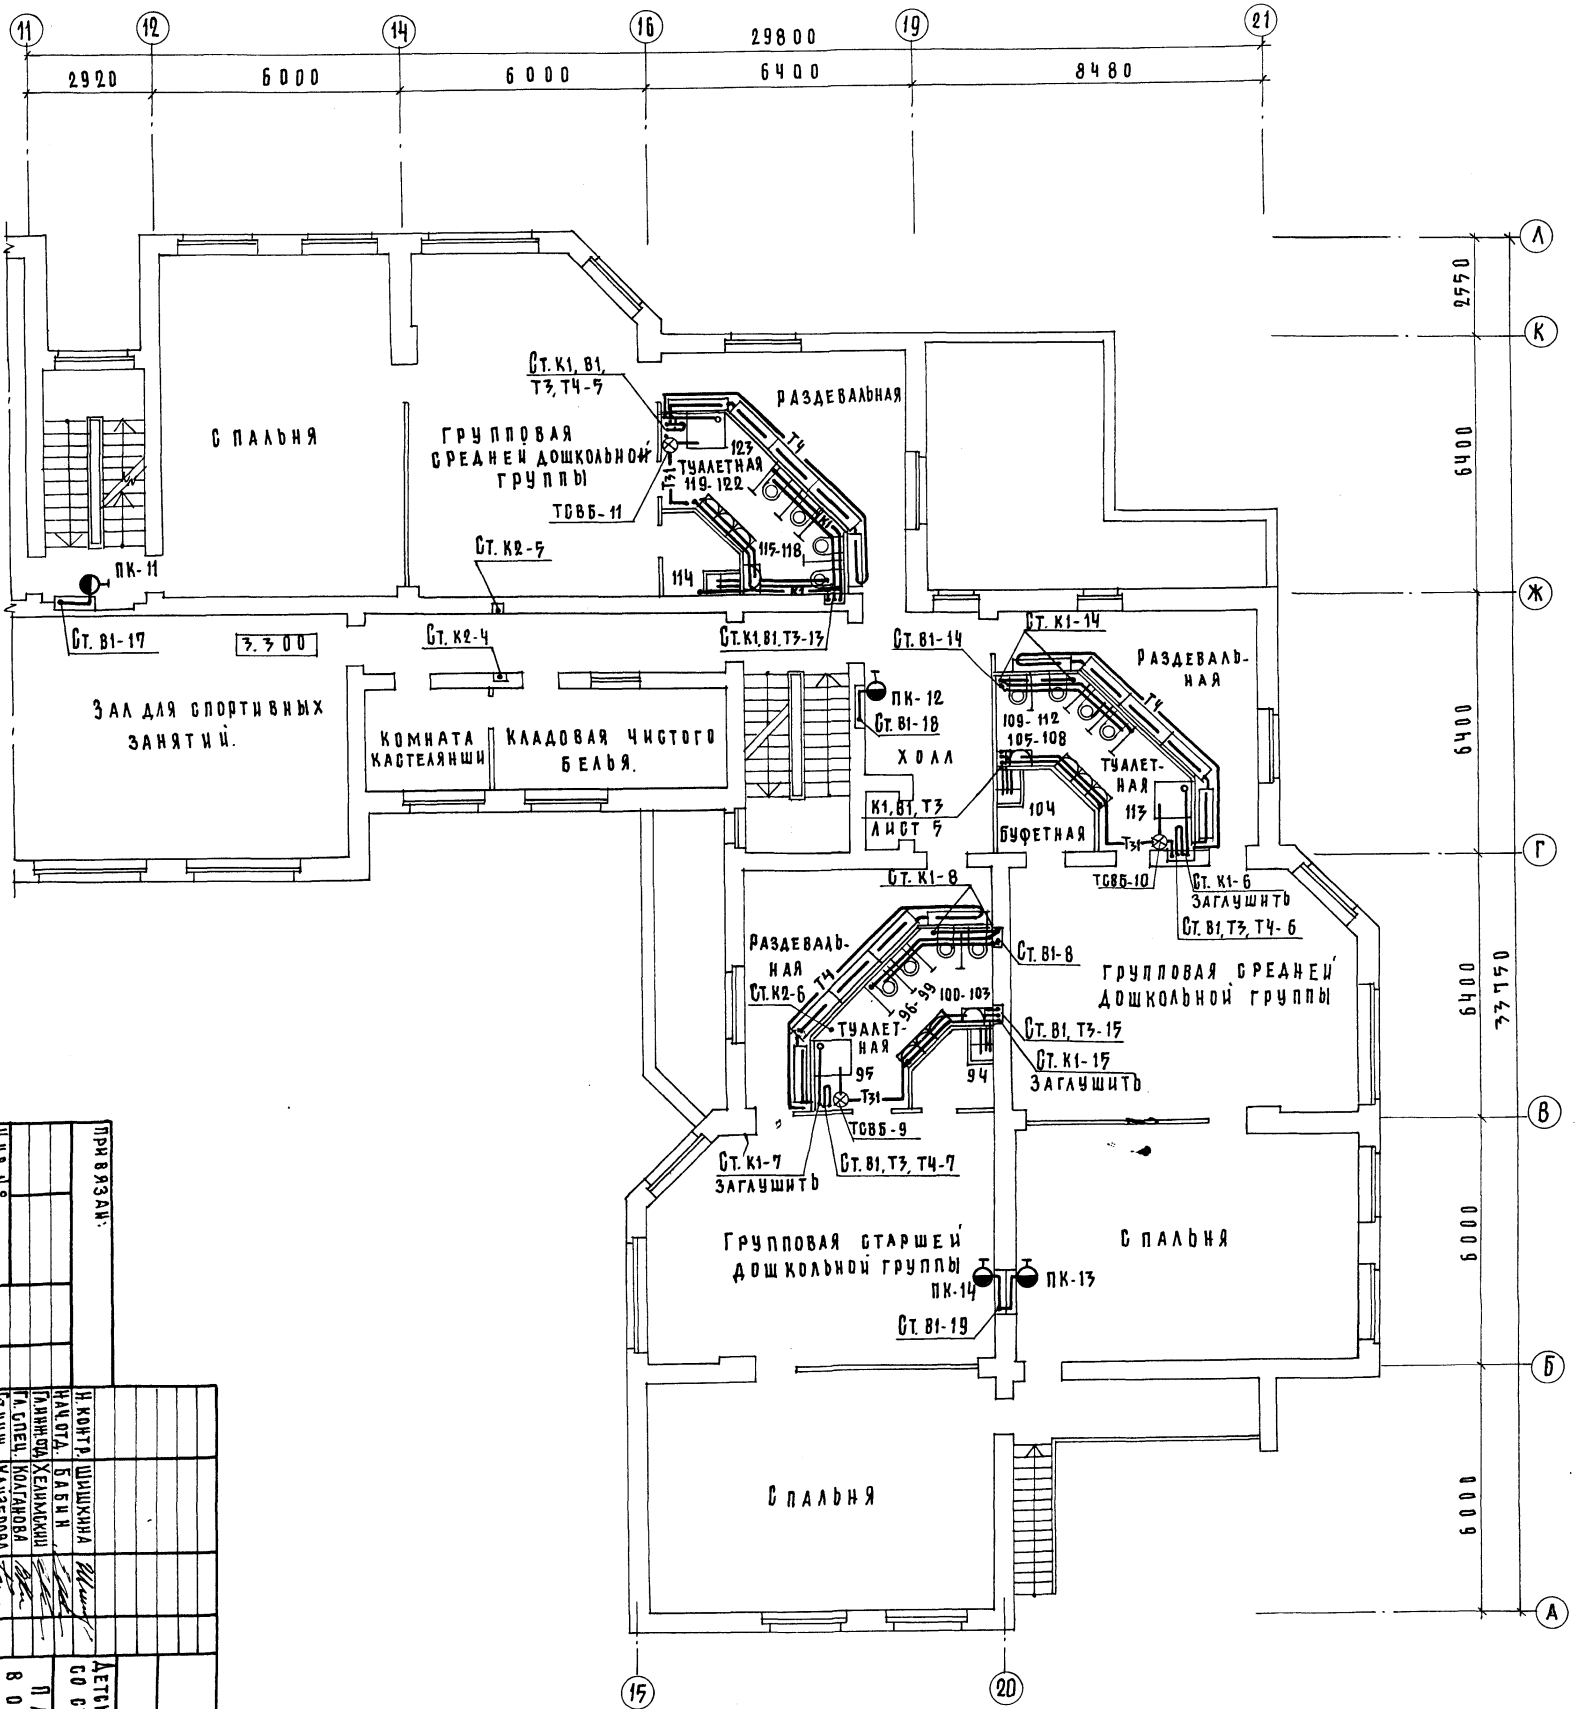 11
12
14
16
19
21
29800
2920
6000
6000
6400
8480
Л
К
Ж
Г
В
Б
А
2550
6400
6400
6400
6000
6000
33750
Ст. К1, В1,
Т3, Т4-5
РАЗДЕВАЛЬНАЯ
СПАЛЬНЯ
ГРУППОВАЯ
СРЕДНЕЙ ДОШКОЛЬНОЙ
ГРУППЫ
123
ТУАЛЕТНАЯ
119-122
Т4
Т31
К1
ТСВБ-11
115-118
Ст. К2-5
114
К1
ПК-11
Ст. В1-17
3.300
Ст. К2-4
Ст. К1, В1, Т3-13
Ст. В1-14
Ст. К1-14
РАЗДЕВАЛЬ-
НАЯ
ЗАЛ ДЛЯ СПОРТИВНЫХ
ЗАНЯТИЙ.
КОМНАТА
КАСТЕЛЯНШИ
КЛАДОВАЯ ЧИСТОГО
БЕЛЬЯ.
ПК-12
Ст. В1-18
ХОЛЛ
109-112
105-108
Т4
ТУАЛЕТ-
НАЯ
113
К1, В1, Т3
ЛИСТ 5
104
БУФЕТНАЯ
Т31
ТСВБ-10
Ст. К1-6
ЗАГЛУШИТЬ
Ст. В1, Т3, Т4-6
Ст. К1-8
РАЗДЕВАЛЬ-
НАЯ
Ст. К2-6
Т4
Ст. В1-8
ГРУППОВАЯ СРЕДНЕЙ
ДОШКОЛЬНОЙ ГРУППЫ
96-99
100-103
ТУАЛЕТ-
НАЯ
95
94
Т31
Ст. В1, Т3-15
Ст. К1-15
ЗАГЛУШИТЬ
ТСВБ-9
Ст. К1-7
ЗАГЛУШИТЬ
Ст. В1, Т3, Т4-7
ГРУППОВАЯ СТАРШЕЙ
ДОШКОЛЬНОЙ ГРУППЫ
СПАЛЬНЯ
ПК-14
ПК-13
Ст. В1-19
СПАЛЬНЯ
15
20
ПРИВЯЗАН:
Н. КОНТР. ШИШКИНА
НАЧ. ОТД. БАБИН
ГЛ.ИНЖ.ОТД ХЕЛИМСКИЙ
ГЛ. СПЕЦ. КОЛГАНОВА